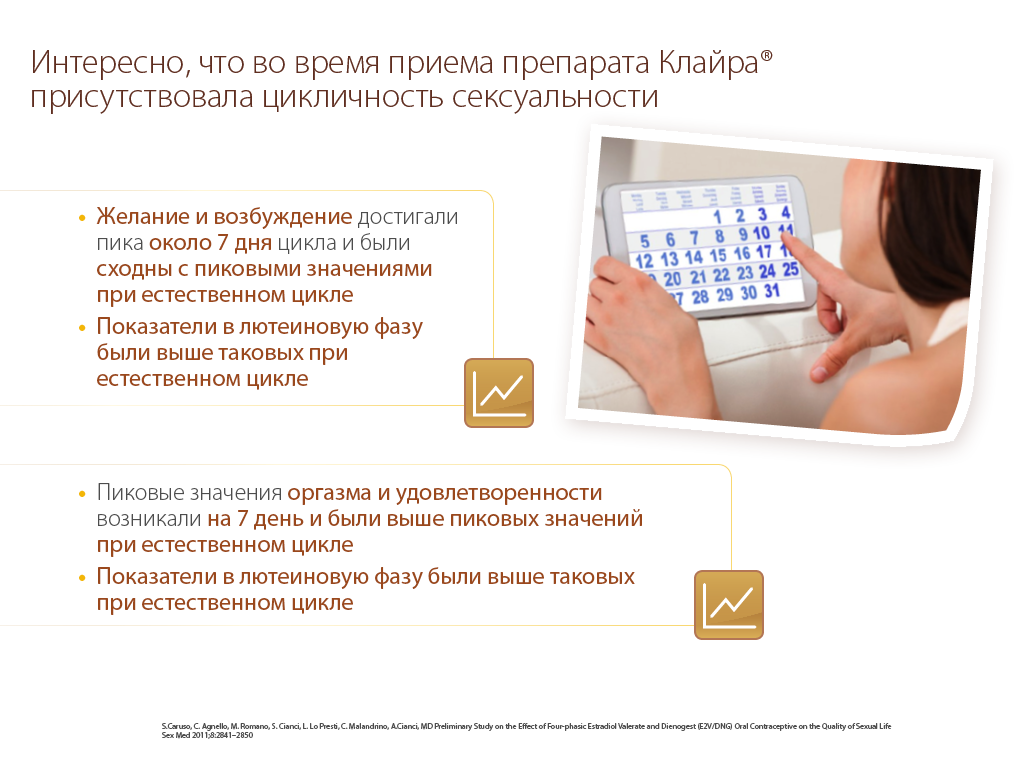 Интересно, что во время приема препарата Клайра®
присутствовала цикличность сексуальности
• Желание и возбуждение достигали
пика около 7 дня цикла и были
сходны с пиковыми значениями
при естественном цикле
• Показатели в лютеиновую фазу
были выше таковых при
естественном цикле
1 2 3 4
5 6 7 8 9 10 11
12 13 14 15 16 17
20 21 22 23 24 25
28 29 30 31
• Пиковые значения оргазма и удовлетворенности
возникали на 7 день и были выше пиковых значений
при естественном цикле
• Показатели в лютеиновую фазу были выше таковых
при естественном цикле
S.Caruso, C. Agnello, M. Romano, S. Cianci, L. Lo Presti, C. Malandrino, A.Cianci, MD Preliminary Study on the Effect of Four-phasic Estradiol Valerate and Dienogest (E2V/DNG) Oral Contraceptive on the Quality of Sexual Life
Sex Med 2011;8:2841–2850